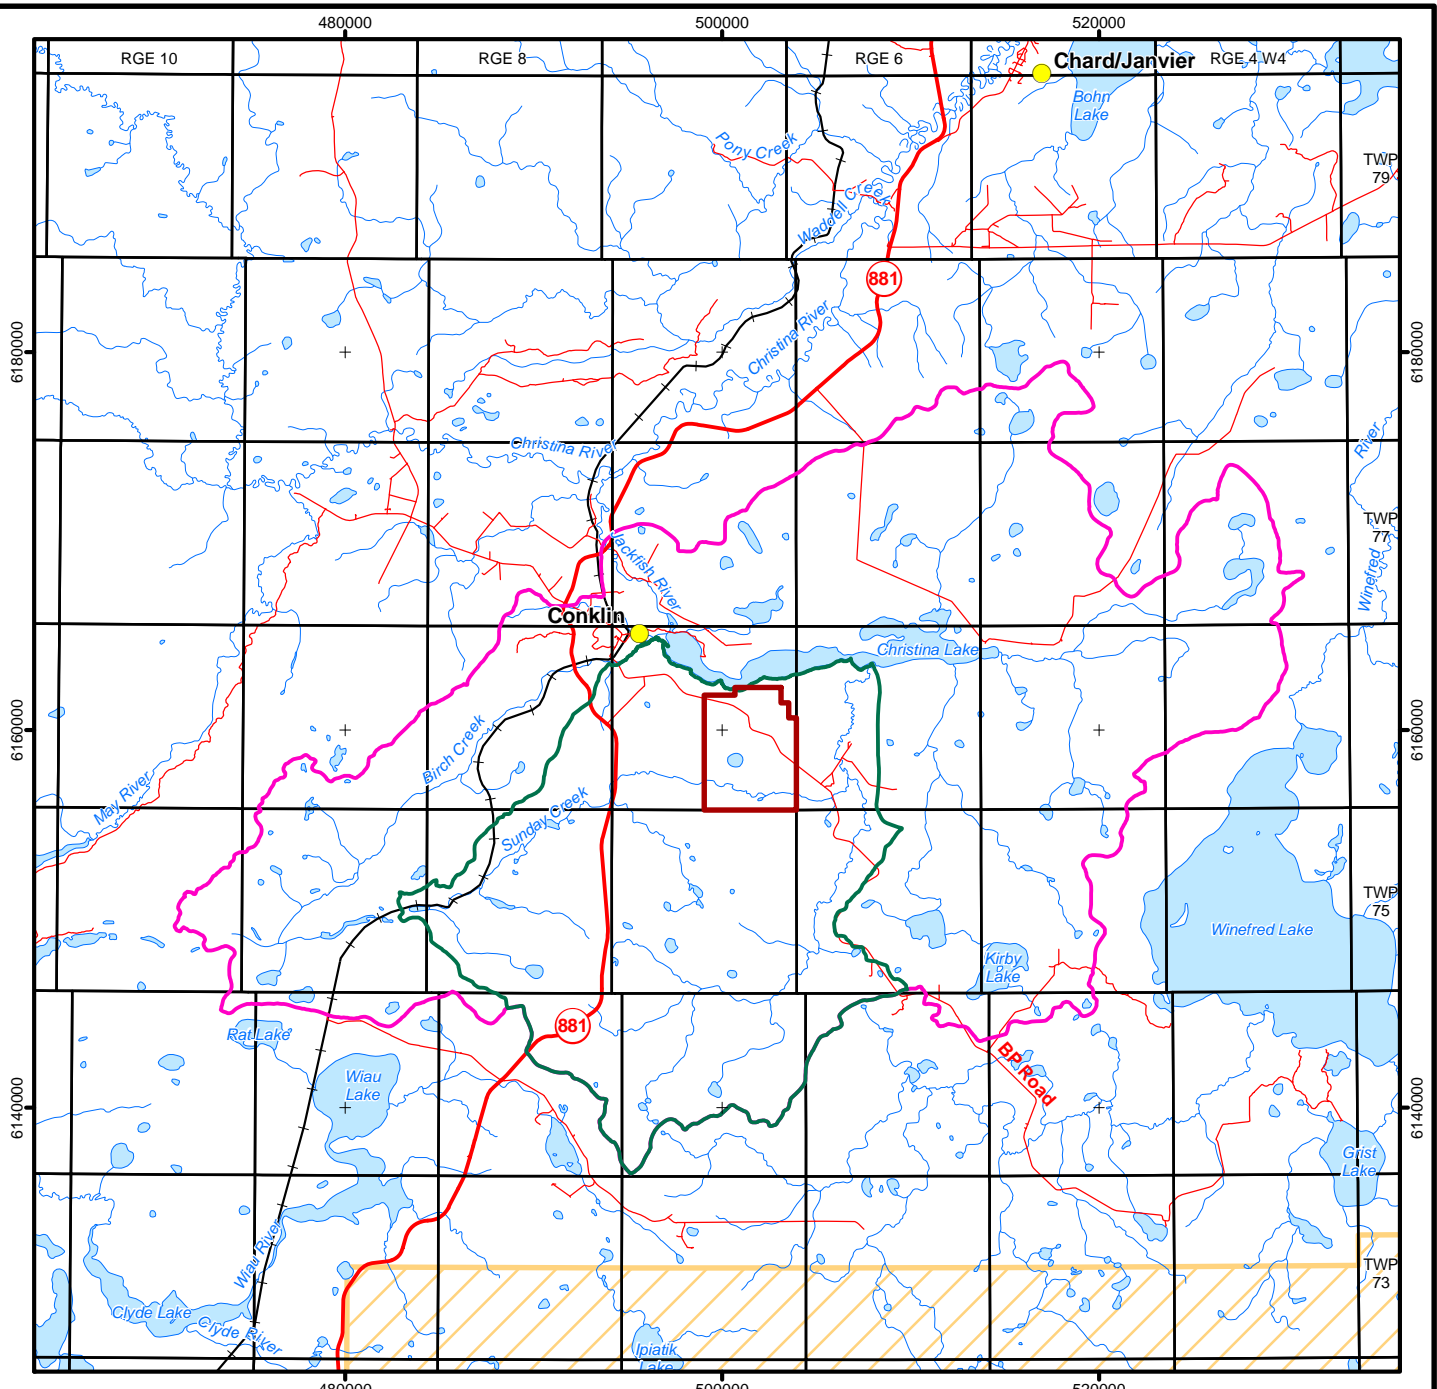 480000
500000
520000
RGE 10
RGE 8
RGE 6
RGE 4 W4
Chard/Janvier
Bohn
Lake
Pony Creek
TWP
79
Waddell Creek
881
Christina River
6180000
6180000
Christina River
River
TWP
77
Jackfish River
Winefred
Conklin
Christina Lake
6160000
6160000
Birch Creek
May River
Sunday Creek
TWP
75
Winefred Lake
Kirby
Lake
881
Rat Lake
BP Road
Wiau
Lake
6140000
6140000
Grist
Lake
Wiau River
TWP
73
Clyde Lake
Clyde River
Ipiatik
Lake
480000
500000
520000